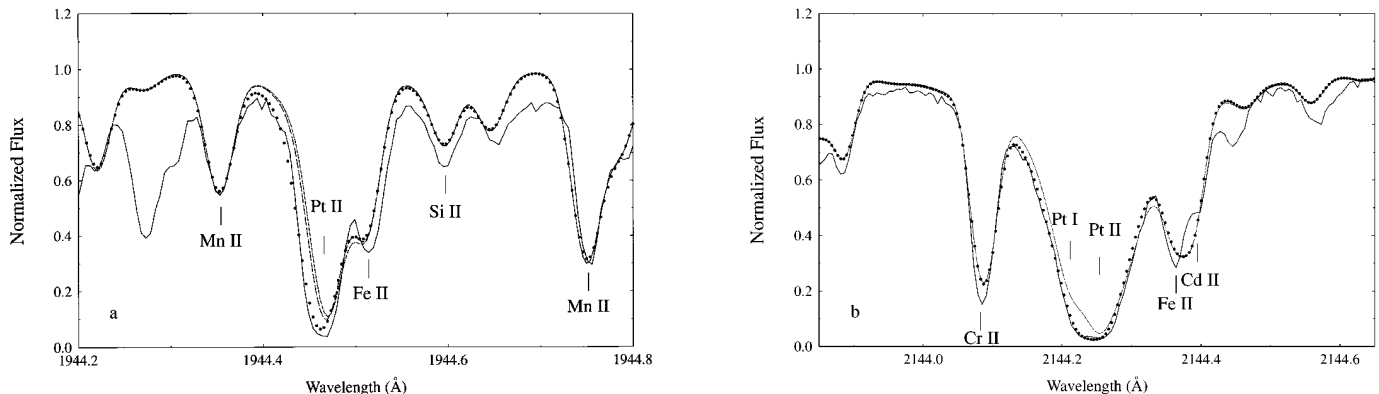 1.2
1.0
0.8
0.6
0.4
0.2
0.0
Normalized Flux
Mn II
Pt II
Fe II
Si II
Mn II
a
1944.2
1944.4
1944.6
1944.8
Wavelength (Å)
1.2
1.0
0.8
0.6
0.4
0.2
0.0
Normalized Flux
Pt I
Pt II
Cd II
Fe II
Cr II
b
2144.0
2144.2
2144.4
2144.6
Wavelength (Å)